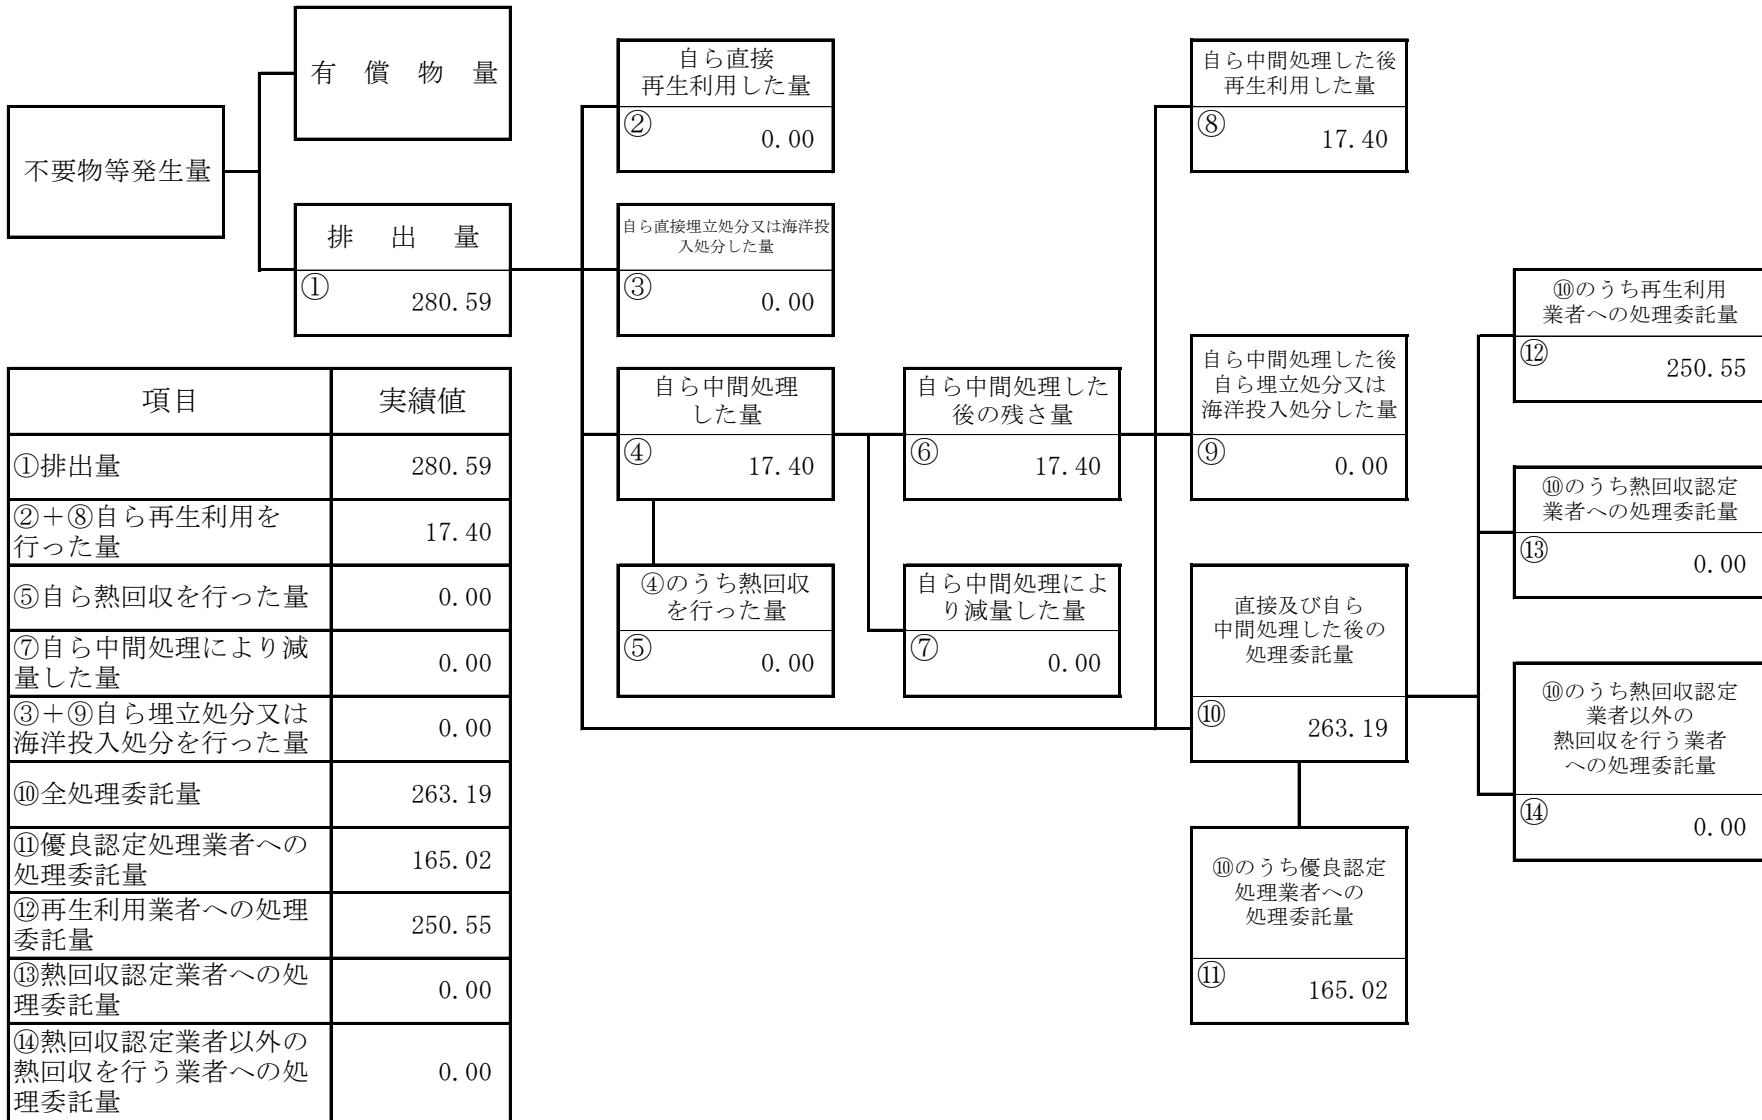 不要物等発生量
有 償 物 量
排 出 量
① 280.59
自ら直接
再生利用した量
② 0.00
自ら直接埋立処分又は海洋投
入処分した量
③ 0.00
自ら中間処理
した量
④ 17.40
④のうち熱回収
を行った量
⑤ 0.00
自ら中間処理した
後の残さ量
⑥ 17.40
自ら中間処理によ
り減量した量
⑦ 0.00
自ら中間処理した後
再生利用した量
⑧ 17.40
自ら中間処理した後
自ら埋立処分又は
海洋投入処分した量
⑨ 0.00
直接及び自ら
中間処理した後の
処理委託量
⑩ 263.19
⑩のうち優良認定
処理業者への
処理委託量
⑪ 165.02
⑩のうち再生利用
業者への処理委託量
⑫ 250.55
⑩のうち熱回収認定
業者への処理委託量
⑬ 0.00
⑩のうち熱回収認定
業者以外の
熱回収を行う業者
への処理委託量
⑭ 0.00
項目 実績値
①排出量 280.59
②+⑧自ら再生利用を
行った量 17.40
⑤自ら熱回収を行った量 0.00
⑦自ら中間処理により減
量した量 0.00
③+⑨自ら埋立処分又は
海洋投入処分を行った量 0.00
⑩全処理委託量 263.19
⑪優良認定処理業者への
処理委託量 165.02
⑫再生利用業者への処理
委託量 250.55
⑬熱回収認定業者への処
理委託量 0.00
⑭熱回収認定業者以外の
熱回収を行う業者への処
理委託量 0.00